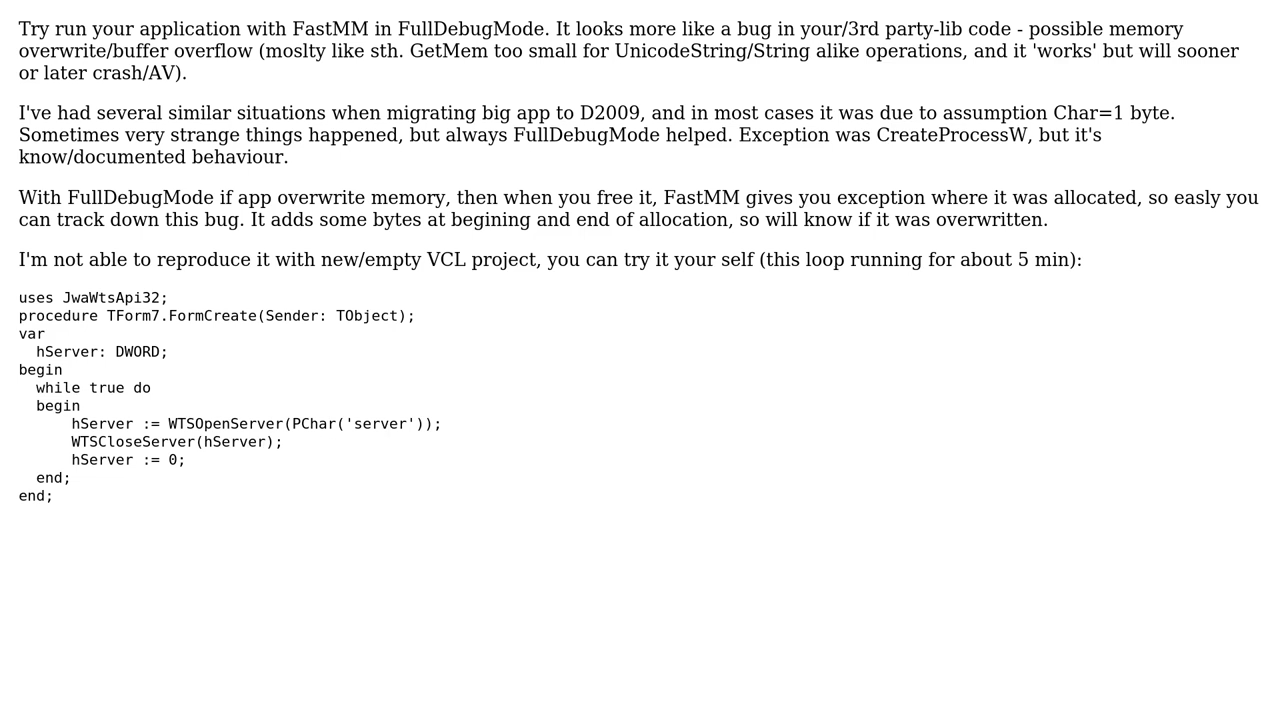 Try run your application with FastMM in FullDebugMode. It looks more like a bug in your/3rd party-lib code - possible memory
overwrite/buffer overflow (moslty like sth. GetMem too small for UnicodeString/String alike operations, and it 'works' but will sooner
or later crash/AV).
I've had several similar situations when migrating big app to D2009, and in most cases it was due to assumption Char=1 byte.
Sometimes very strange things happened, but always FullDebugMode helped. Exception was CreateProcessW, but it's
know/documented behaviour.
With FullDebugMode if app overwrite memory, then when you free it, FastMM gives you exception where it was allocated, so easly you
can track down this bug. It adds some bytes at begining and end of allocation, so will know if it was overwritten.
I'm not able to reproduce it with new/empty VCL project, you can try it your self (this loop running for about 5 min):
uses JwaWtsApi32;
procedure TForm7.FormCreate(Sender: TObject);
var
  hServer: DWORD;
begin
  while true do
  begin
      hServer := WTSOpenServer(PChar('server'));
      WTSCloseServer(hServer);
      hServer := 0;
  end;
end;